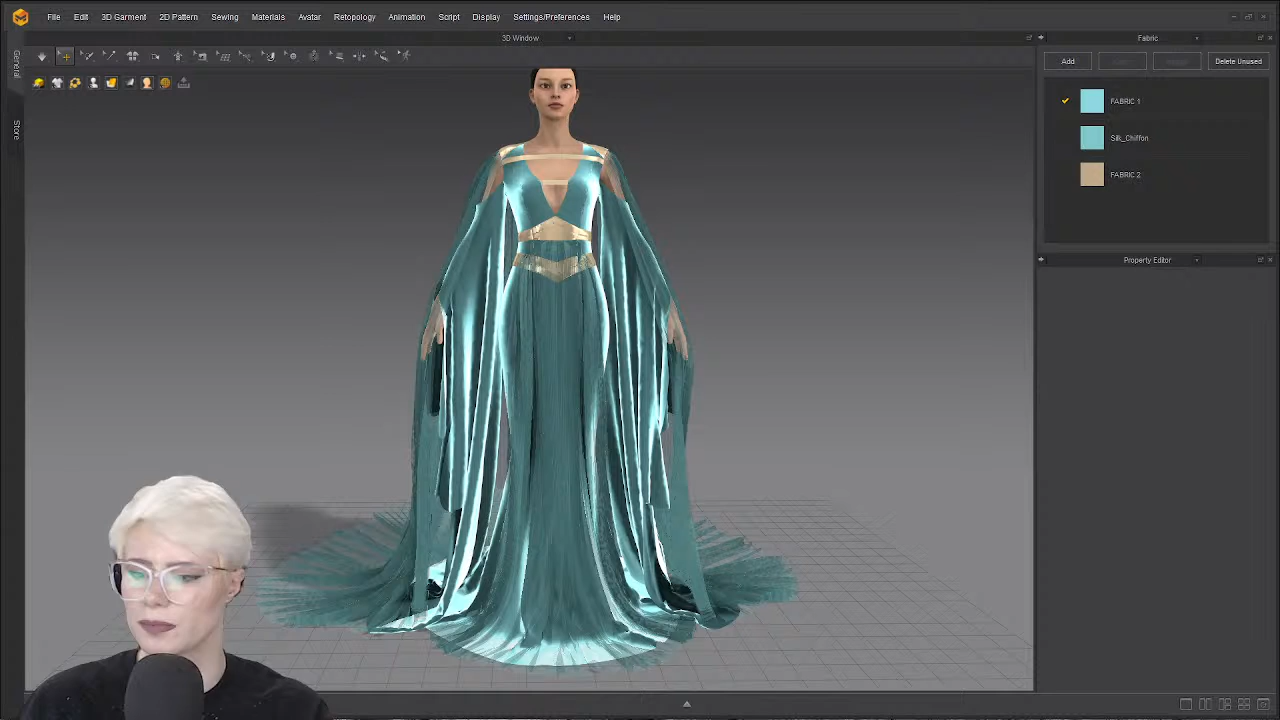 File Edit 3D Garment 2D Pattern Sewing Materials Avatar Retopology Animation Script Display Settings/Preferences Help
3D Window
Fabric
General
Store
Add
Delete Unused
FABRIC 1
Silk_Chiffon
FABRIC 2
Property Editor